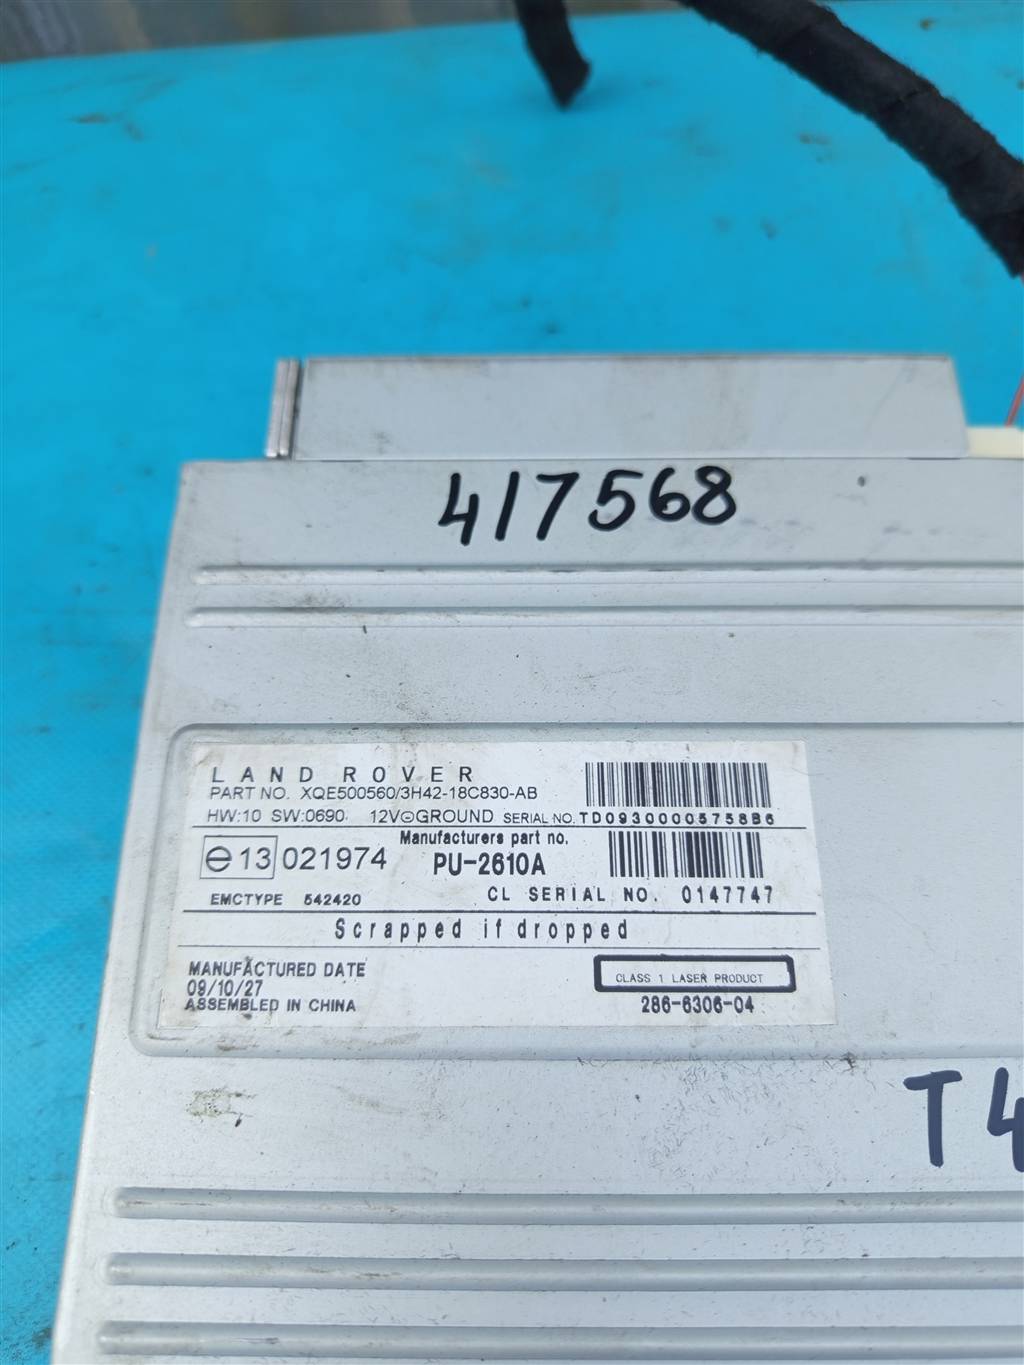 417568
LAND ROVER
PART NO. XQE500560/3H42-18C830-AB
HW:10 SW:0690 12V⊝GROUND SERIAL NO. TD09300005758B6
Manufacturers part no.
e13 021974 PU-2610A
EMCTYPE 542420 CL SERIAL NO. 0147747
Scrapped if dropped
MANUFACTURED DATE
09/10/27
ASSEMBLED IN CHINA
CLASS 1 LASER PRODUCT
286-6306-04
T4